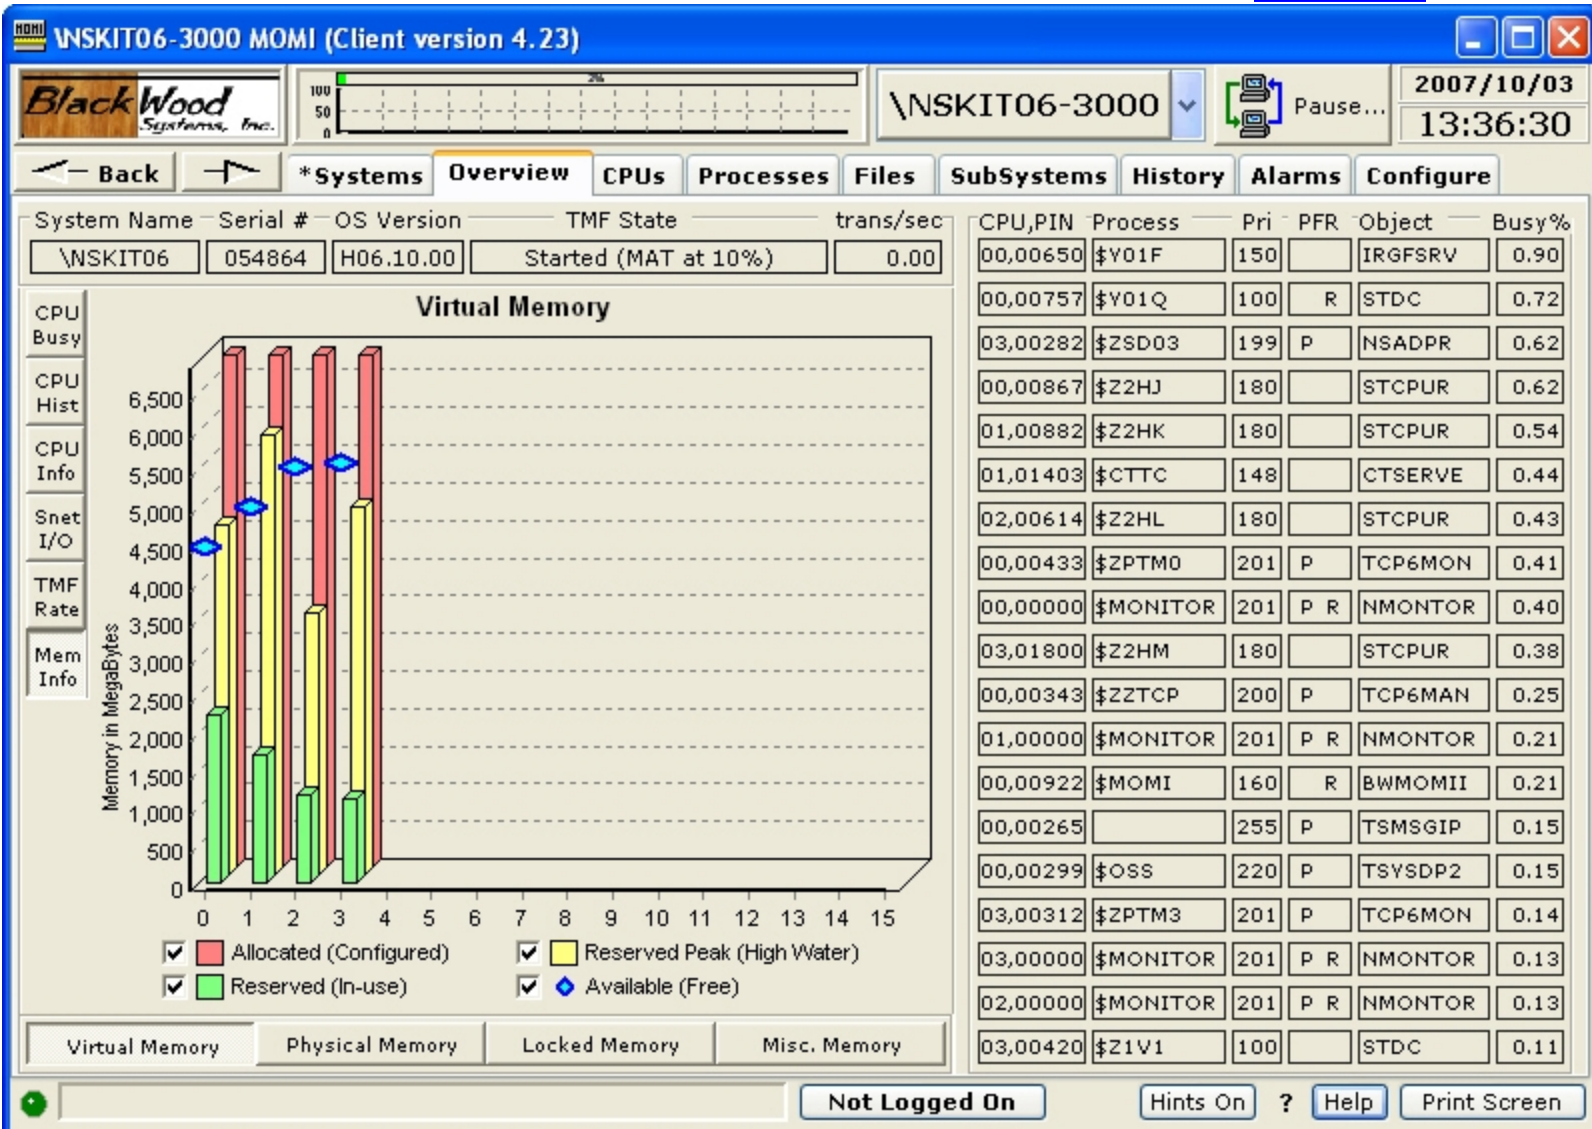 \NSKIT06-3000 MOMI (Client version 4.23)
MOMI
BlackWood
Systems, Inc.
2%
100
50
0
\NSKIT06-3000
Pause...
2007/10/03
13:36:30
Back
*Systems
Overview
CPUs
Processes
Files
SubSystems
History
Alarms
Configure
System Name Serial # OS Version TMF State trans/sec
\NSKIT06 054864 H06.10.00 Started (MAT at 10%) 0.00
CPU
Busy
CPU
Hist
CPU
Info
Snet
I/O
TMF
Rate
Mem
Info
Virtual Memory
Memory in MegaBytes
6,500
6,000
5,500
5,000
4,500
4,000
3,500
3,000
2,500
2,000
1,500
1,000
500
0
0 1 2 3 4 5 6 7 8 9 10 11 12 13 14 15
Allocated (Configured)
Reserved Peak (High Water)
Reserved (In-use)
Available (Free)
Virtual Memory
Physical Memory
Locked Memory
Misc. Memory
CPU,PIN Process Pri PFR Object Busy%
00,00650 $Y01F 150 IRGFSRV 0.90
00,00757 $Y01Q 100 R STDC 0.72
03,00282 $ZSD03 199 P NSADPR 0.62
00,00867 $Z2HJ 180 STCPUR 0.62
01,00882 $Z2HK 180 STCPUR 0.54
01,01403 $CTTC 148 CTSERVE 0.44
02,00614 $Z2HL 180 STCPUR 0.43
00,00433 $ZPTM0 201 P TCP6MON 0.41
00,00000 $MONITOR 201 P R NMONTOR 0.40
03,01800 $Z2HM 180 STCPUR 0.38
00,00343 $ZZTCP 200 P TCP6MAN 0.25
01,00000 $MONITOR 201 P R NMONTOR 0.21
00,00922 $MOMI 160 R BWMOMII 0.21
00,00265 255 P TSMSGIP 0.15
00,00299 $OSS 220 P TSYSDP2 0.15
03,00312 $ZPTM3 201 P TCP6MON 0.14
03,00000 $MONITOR 201 P R NMONTOR 0.13
02,00000 $MONITOR 201 P R NMONTOR 0.13
03,00420 $Z1V1 100 STDC 0.11
Not Logged On
Hints On
?
Help
Print Screen